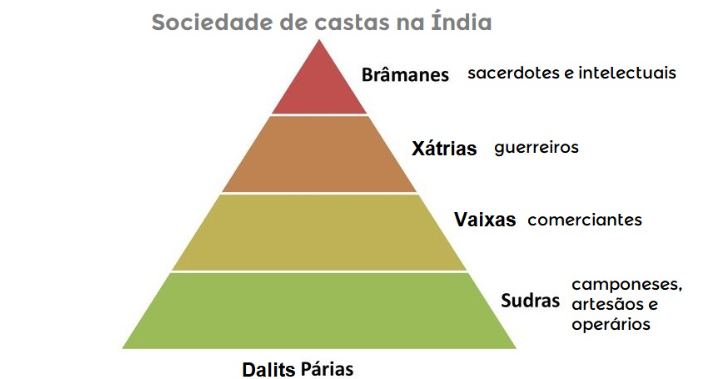 Sociedade de castas na Índia
Brâmanes sacerdotes e intelectuais
Xátrias guerreiros
Vaixas comerciantes
Sudras camponeses,
artesãos e
operários
Dalits Párias